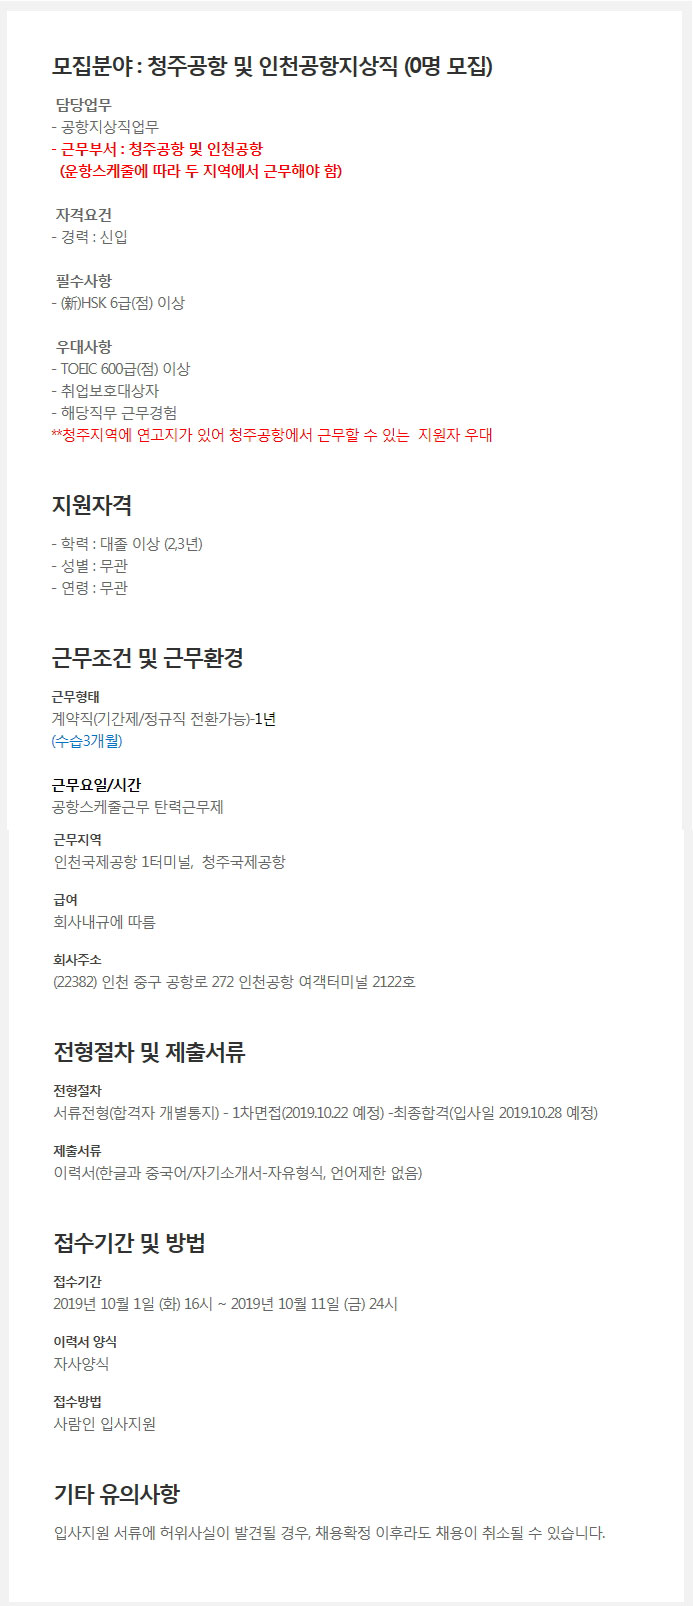 모집분야 : 청주공항 및 인천공항지상직 (0명 모집)
담당업무
- 공항지상직업무
- 근무부서 : 청주공항 및 인천공항
(운항스케줄에 따라 두 지역에서 근무해야 함)
자격요건
- 경력 : 신입
필수사항
- (新)HSK 6급(점) 이상
우대사항
- TOEIC 600급(점) 이상
- 취업보호대상자
- 해당직무 근무경험
**청주지역에 연고지가 있어 청주공항에서 근무할 수 있는 지원자 우대
지원자격
- 학력 : 대졸 이상 (2,3년)
- 성별 : 무관
- 연령 : 무관
근무조건 및 근무환경
근무형태
계약직(기간제/정규직 전환가능)-1년
(수습3개월)
근무요일/시간
공항스케줄근무 탄력근무제
근무지역
인천국제공항 1터미널, 청주국제공항
급여
회사내규에 따름
회사주소
(22382) 인천 중구 공항로 272 인천공항 여객터미널 2122호
전형절차 및 제출서류
전형절차
서류전형(합격자 개별통지) - 1차면접(2019.10.22 예정) -최종합격(입사일 2019.10.28 예정)
제출서류
이력서(한글과 중국어/자기소개서-자유형식, 언어제한 없음)
접수기간 및 방법
접수기간
2019년 10월 1일 (화) 16시 ~ 2019년 10월 11일 (금) 24시
이력서 양식
자사양식
접수방법
사람인 입사지원
기타 유의사항
입사지원 서류에 허위사실이 발견될 경우, 채용확정 이후라도 채용이 취소될 수 있습니다.